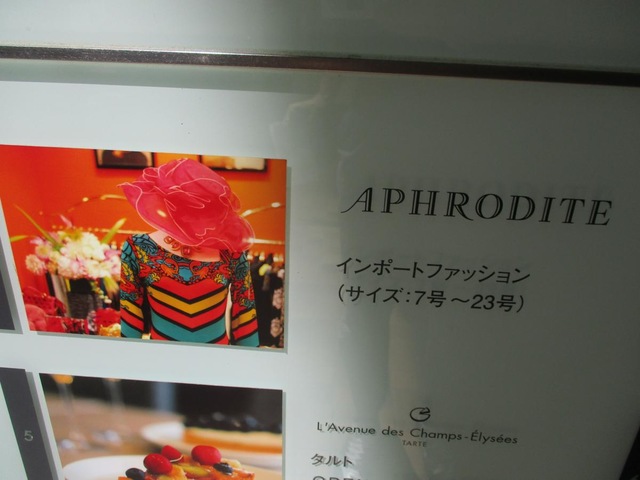 APHRODITE
インポートファッション
(サイズ:7号～23号)
5
L'Avenue des Champs-Élysées
TARTE
タルト